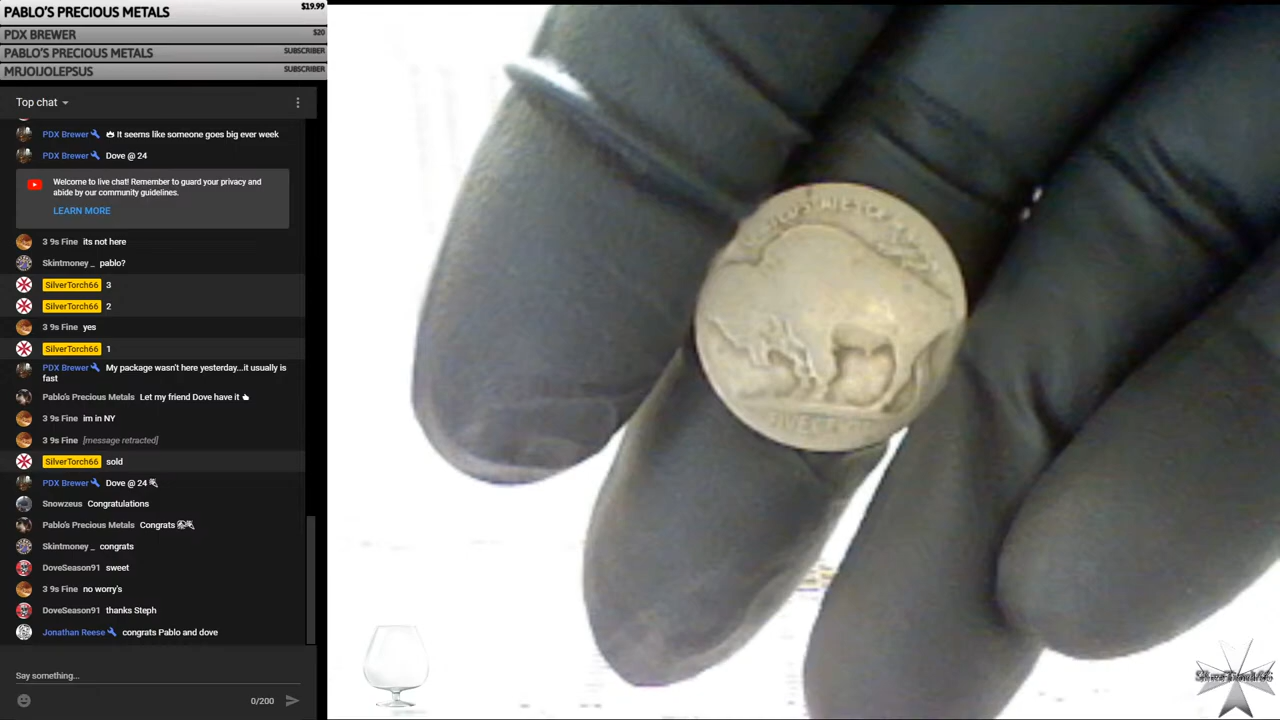 PABLO'S PRECIOUS METALS $19.99
PDX BREWER $20
PABLO'S PRECIOUS METALS SUBSCRIBER
MRJOIJOLEPSUS SUBSCRIBER
Top chat
PDX Brewer It seems like someone goes big ever week
PDX Brewer Dove @ 24
Welcome to live chat! Remember to guard your privacy and
abide by our community guidelines.
LEARN MORE
3 9s Fine its not here
Skintmoney _ pablo?
SilverTorch66 3
SilverTorch66 2
3 9s Fine yes
SilverTorch66 1
PDX Brewer My package wasn't here yesterday...it usually is
fast
Pablo's Precious Metals Let my friend Dove have it
3 9s Fine im in NY
3 9s Fine [message retracted]
SilverTorch66 sold
PDX Brewer Dove @ 24
Snowzeus Congratulations
Pablo's Precious Metals Congrats
Skintmoney _ congrats
DoveSeason91 sweet
3 9s Fine no worry's
DoveSeason91 thanks Steph
Jonathan Reese congrats Pablo and dove
Say something...
0/200
SilverTorch66